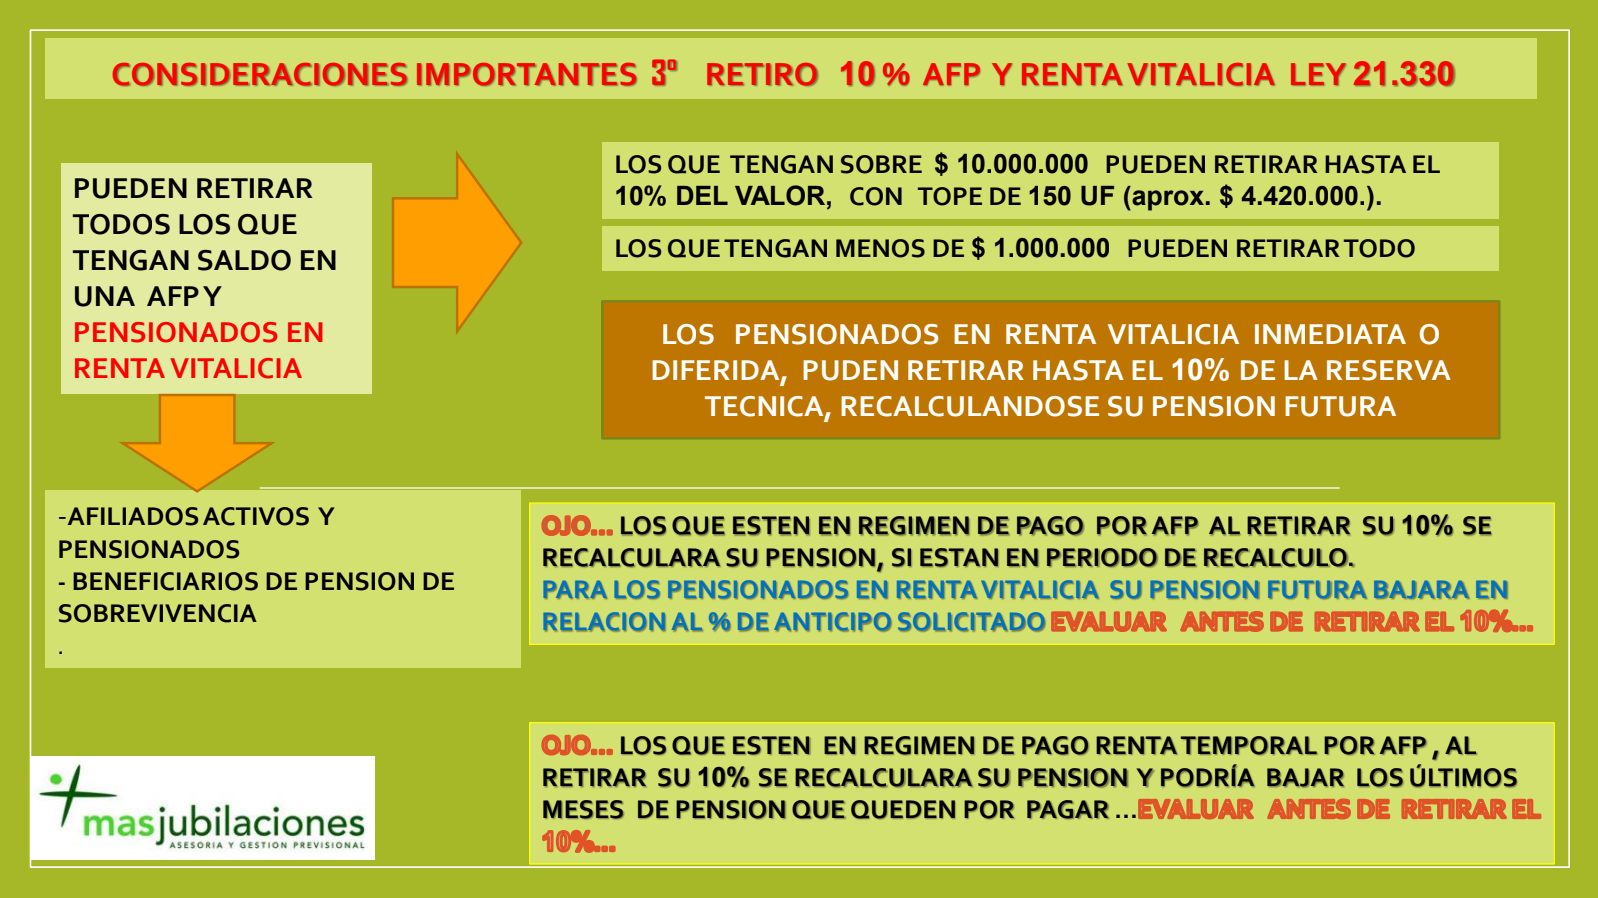 CONSIDERACIONES IMPORTANTES 3º RETIRO 10 % AFP Y RENTA VITALICIA LEY 21.330
PUEDEN RETIRAR
TODOS LOS QUE
TENGAN SALDO EN
UNA AFP Y
PENSIONADOS EN
RENTA VITALICIA
LOS QUE TENGAN SOBRE $ 10.000.000 PUEDEN RETIRAR HASTA EL
10% DEL VALOR, CON TOPE DE 150 UF (aprox. $ 4.420.000.).
LOS QUE TENGAN MENOS DE $ 1.000.000 PUEDEN RETIRAR TODO
LOS PENSIONADOS EN RENTA VITALICIA INMEDIATA O
DIFERIDA, PUDEN RETIRAR HASTA EL 10% DE LA RESERVA
TECNICA, RECALCULANDOSE SU PENSION FUTURA
-AFILIADOS ACTIVOS Y
PENSIONADOS
- BENEFICIARIOS DE PENSION DE
SOBREVIVENCIA
.
OJO... LOS QUE ESTEN EN REGIMEN DE PAGO POR AFP AL RETIRAR SU 10% SE
RECALCULARA SU PENSION, SI ESTAN EN PERIODO DE RECALCULO.
PARA LOS PENSIONADOS EN RENTA VITALICIA SU PENSION FUTURA BAJARA EN
RELACION AL % DE ANTICIPO SOLICITADO EVALUAR ANTES DE RETIRAR EL 10%...
OJO... LOS QUE ESTEN EN REGIMEN DE PAGO RENTA TEMPORAL POR AFP , AL
RETIRAR SU 10% SE RECALCULARA SU PENSION Y PODRÍA BAJAR LOS ÚLTIMOS
MESES DE PENSION QUE QUEDEN POR PAGAR ...EVALUAR ANTES DE RETIRAR EL
10%...
masjubilaciones
ASESORIA Y GESTION PREVISIONAL